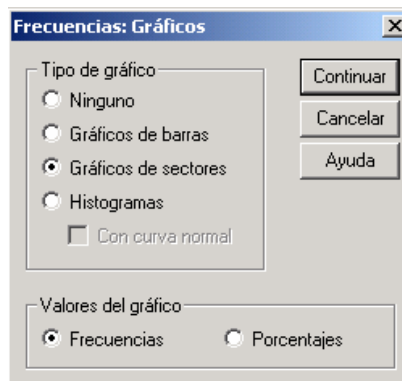 Frecuencias: Gráficos
Tipo de gráfico
Ninguno
Gráficos de barras
Gráficos de sectores
Histogramas
Con curva normal
Continuar
Cancelar
Ayuda
Valores del gráfico
Frecuencias Porcentajes